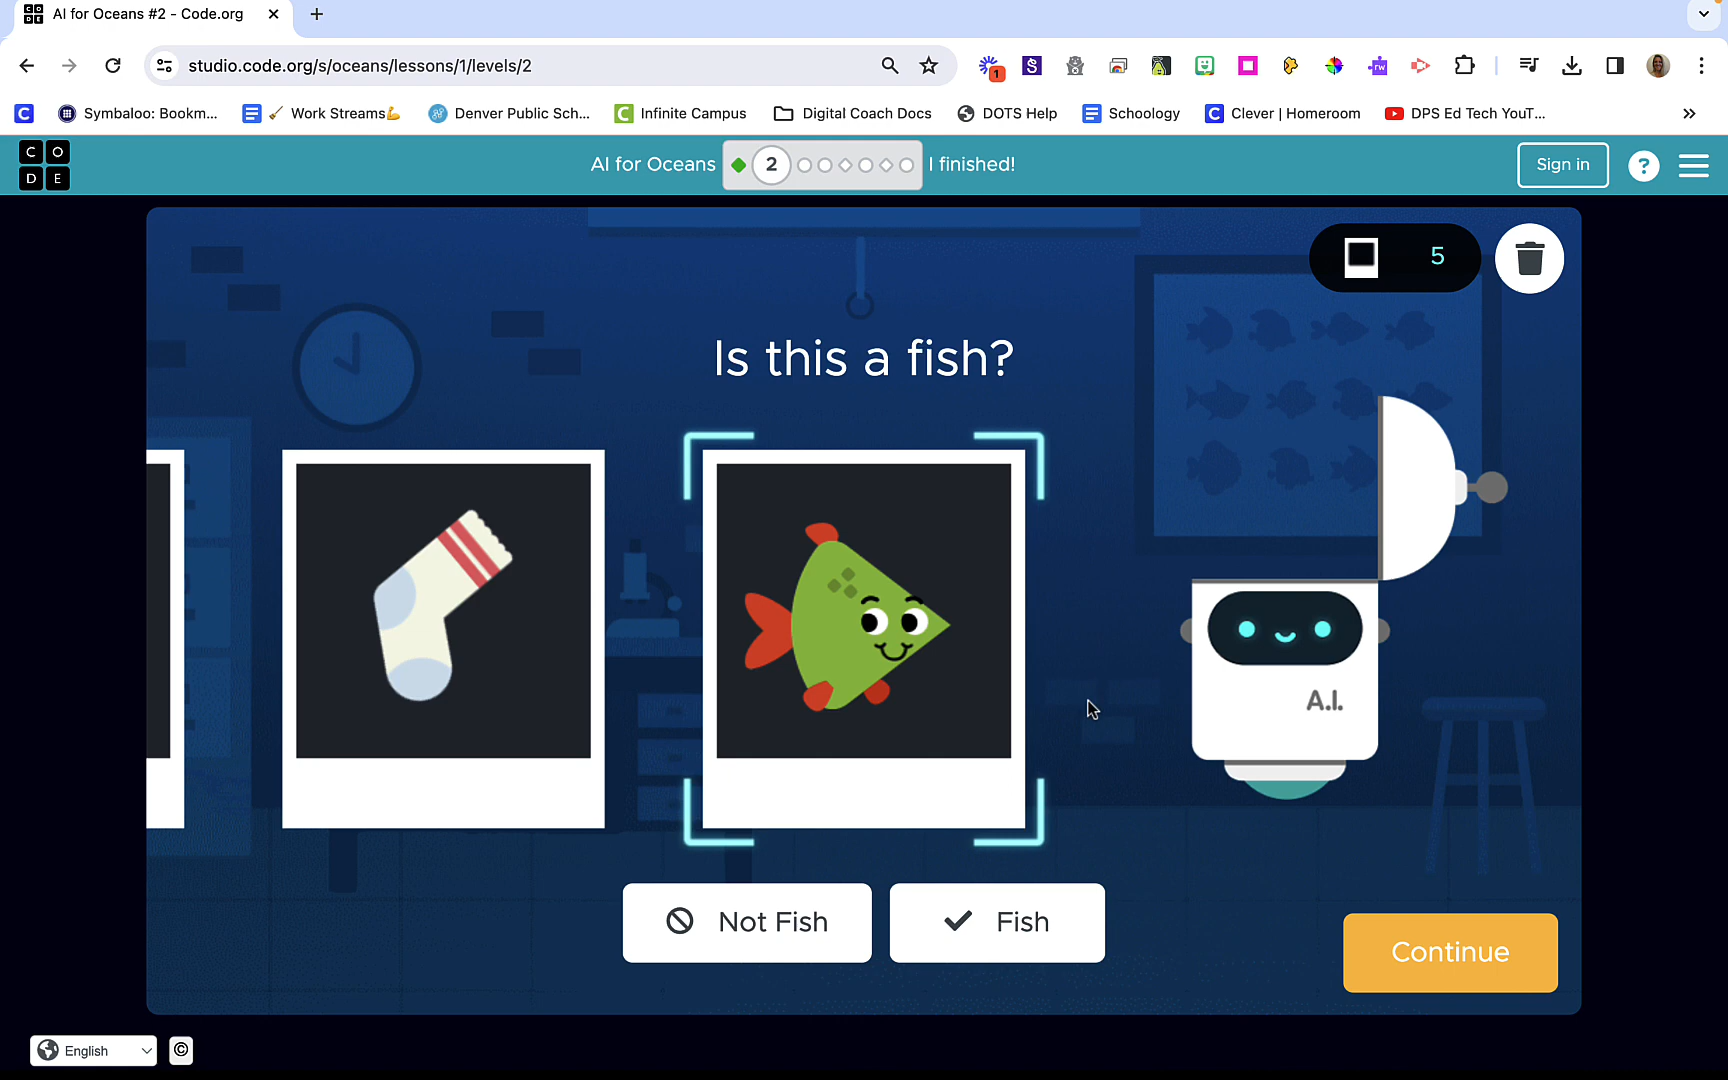 AI for Oceans #2 - Code.org
studio.code.org/s/oceans/lessons/1/levels/2
1
S
rw
C
Symbaloo: Bookm...
🧹 Work Streams💪
Denver Public Sch...
C
Infinite Campus
Digital Coach Docs
DOTS Help
Schoology
C
Clever | Homeroom
DPS Ed Tech YouT...
»
C O
D E
AI for Oceans
2
I finished!
Sign in
?
5
Is this a fish?
A.I.
Not Fish
Fish
Continue
English
©